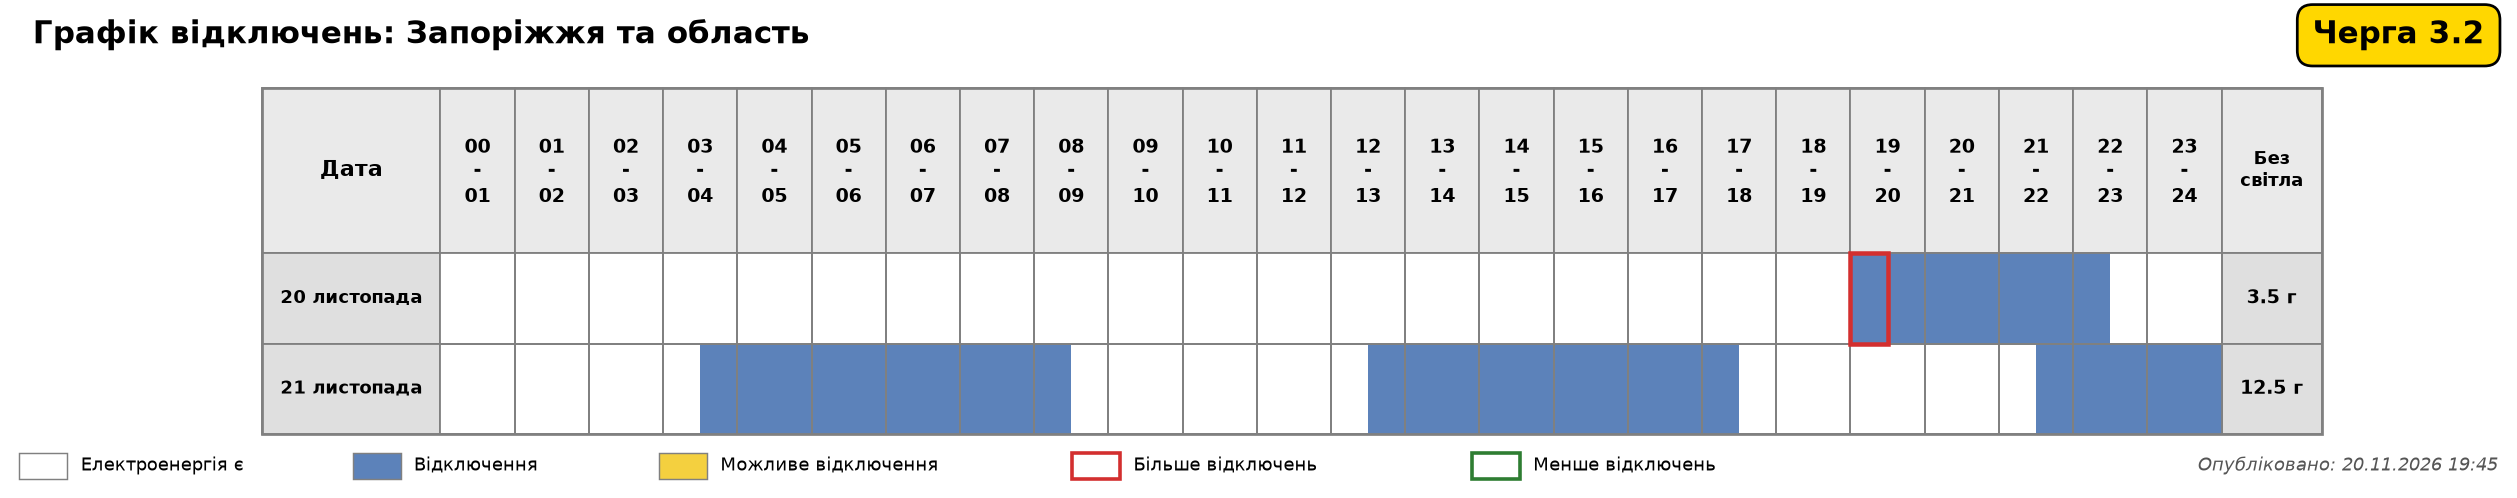 Графік відключень: Запоріжжя та область
Черга 3.2
Дата
00 - 01
01 - 02
02 - 03
03 - 04
04 - 05
05 - 06
06 - 07
07 - 08
08 - 09
09 - 10
10 - 11
11 - 12
12 - 13
13 - 14
14 - 15
15 - 16
16 - 17
17 - 18
18 - 19
19 - 20
20 - 21
21 - 22
22 - 23
23 - 24
Без
світла
20 листопада
3.5 г
21 листопада
12.5 г
Електроенергія є
Відключення
Можливе відключення
Більше відключень
Менше відключень
Опубліковано: 20.11.2026 19:45